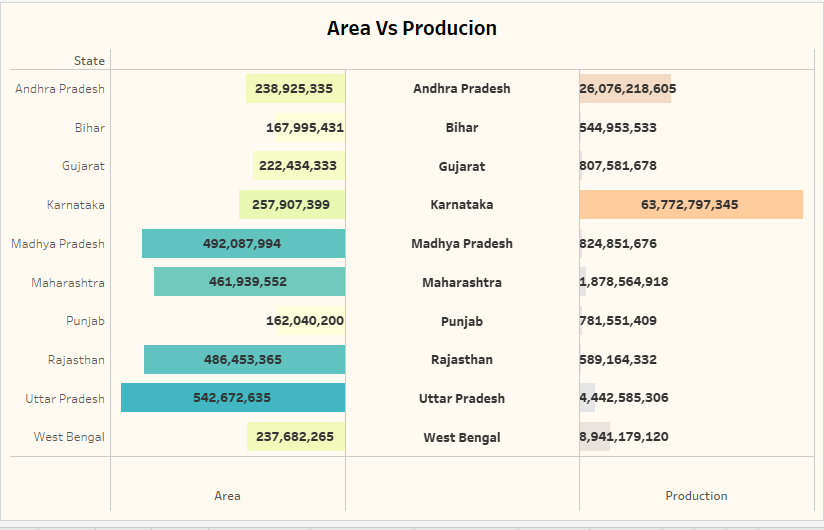 Area Vs Producion
State
Andhra Pradesh 238,925,335 Andhra Pradesh 26,076,218,605
Bihar 167,995,431 Bihar 544,953,533
Gujarat 222,434,333 Gujarat 807,581,678
Karnataka 257,907,399 Karnataka 63,772,797,345
Madhya Pradesh 492,087,994 Madhya Pradesh 824,851,676
Maharashtra 461,939,552 Maharashtra 1,878,564,918
Punjab 162,040,200 Punjab 781,551,409
Rajasthan 486,453,365 Rajasthan 589,164,332
Uttar Pradesh 542,672,635 Uttar Pradesh 4,442,585,306
West Bengal 237,682,265 West Bengal 8,941,179,120
Area Production